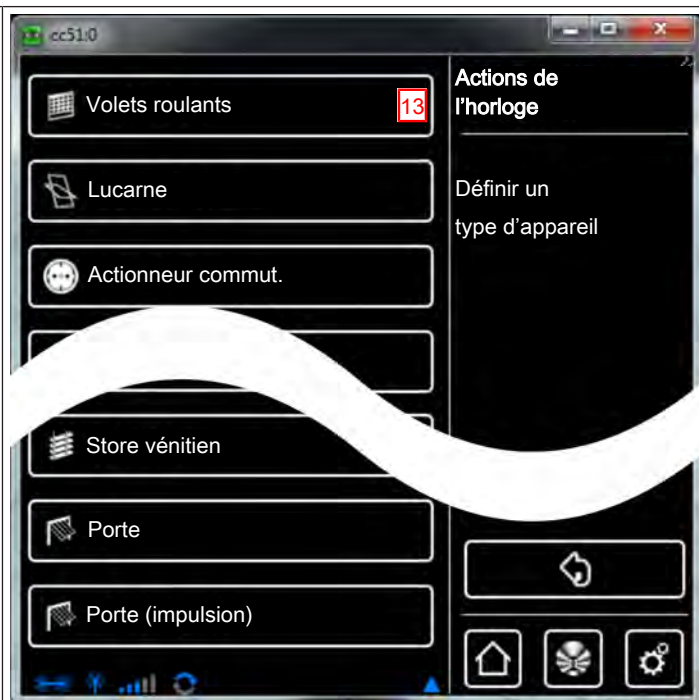 cc51:0
Volets roulants
13
Lucarne
Actionneur commut.
Store vénitien
Porte
Porte (impulsion)
Actions de
l'horloge
Définir un
type d'appareil